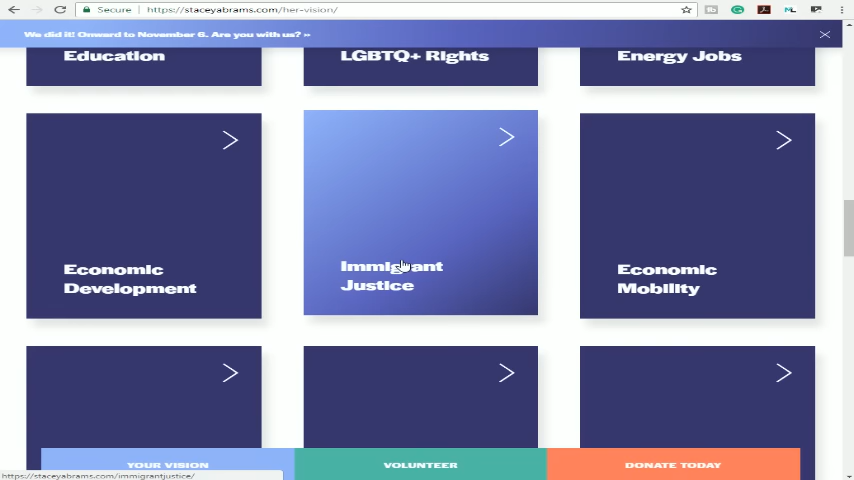 Secure
https://staceyabrams.com/her-vision/
We did it! Onward to November 6. Are you with us? »
Education
LGBTQ+ Rights
Energy Jobs
Economic
Development
Immigrant
Justice
Economic
Mobility
YOUR VISION
VOLUNTEER
DONATE TODAY
https://staceyabrams.com/immigrantjustice/